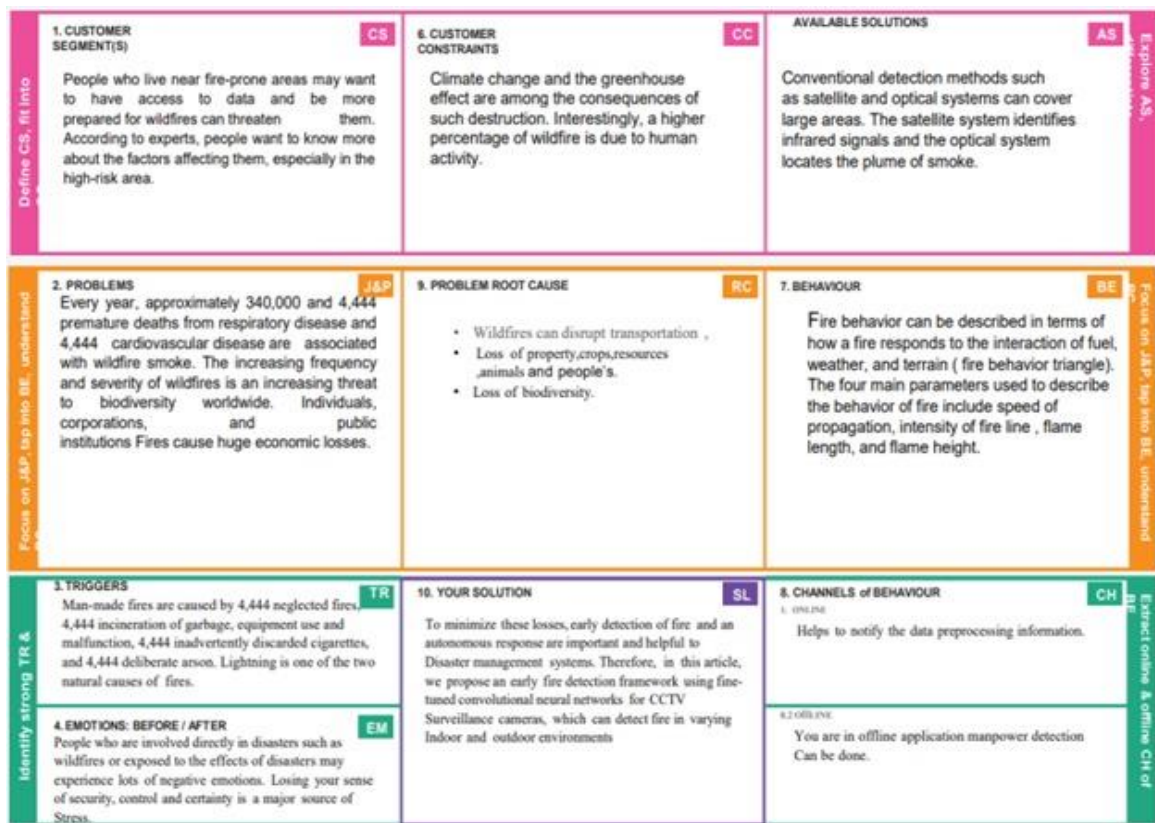 1. CUSTOMER
SEGMENT(S)
CS
People who live near fire-prone areas may want
to have access to data and be more
prepared for wildfires can threaten them.
According to experts, people want to know more
about the factors affecting them, especially in the
high-risk area.
6. CUSTOMER
CONSTRAINTS
CC
Climate change and the greenhouse
effect are among the consequences of
such destruction. Interestingly, a higher
percentage of wildfire is due to human
activity.
AVAILABLE SOLUTIONS
AS
Conventional detection methods such
as satellite and optical systems can cover
large areas. The satellite system identifies
infrared signals and the optical system
locates the plume of smoke.
Define CS, fit into
Explore AS,
2. PROBLEMS
J&P
Every year, approximately 340,000 and 4,444
premature deaths from respiratory disease and
4,444 cardiovascular disease are associated
with wildfire smoke. The increasing frequency
and severity of wildfires is an increasing threat
to biodiversity worldwide. Individuals,
corporations, and public
institutions Fires cause huge economic losses.
9. PROBLEM ROOT CAUSE
RC
• Wildfires can disrupt transportation ,
• Loss of property,crops,resources
,animals and people's.
• Loss of biodiversity.
7. BEHAVIOUR
BE
Fire behavior can be described in terms of
how a fire responds to the interaction of fuel,
weather, and terrain ( fire behavior triangle).
The four main parameters used to describe
the behavior of fire include speed of
propagation, intensity of fire line , flame
length, and flame height.
Focus on J&P, tap into BE, understand
Focus on J&P, tap into BE, understand
3. TRIGGERS
TR
Man-made fires are caused by 4,444 neglected fires,
4,444 incineration of garbage, equipment use and
malfunction, 4,444 inadvertently discarded cigarettes,
and 4,444 deliberate arson. Lightning is one of the two
natural causes of fires.
4. EMOTIONS: BEFORE / AFTER
EM
People who are involved directly in disasters such as
wildfires or exposed to the effects of disasters may
experience lots of negative emotions. Losing your sense
of security, control and certainty is a major source of
Stress.
10. YOUR SOLUTION
SL
To minimize these losses, early detection of fire and an
autonomous response are important and helpful to
Disaster management systems. Therefore, in this article,
we propose an early fire detection framework using fine-
tuned convolutional neural networks for CCTV
Surveillance cameras, which can detect fire in varying
Indoor and outdoor environments
8. CHANNELS of BEHAVIOUR
CH
1. ONLINE
Helps to notify the data preprocessing information.
8.2 OFFLINE
You are in offline application manpower detection
Can be done.
Identify strong TR &
Extract online & offline CH of
BE